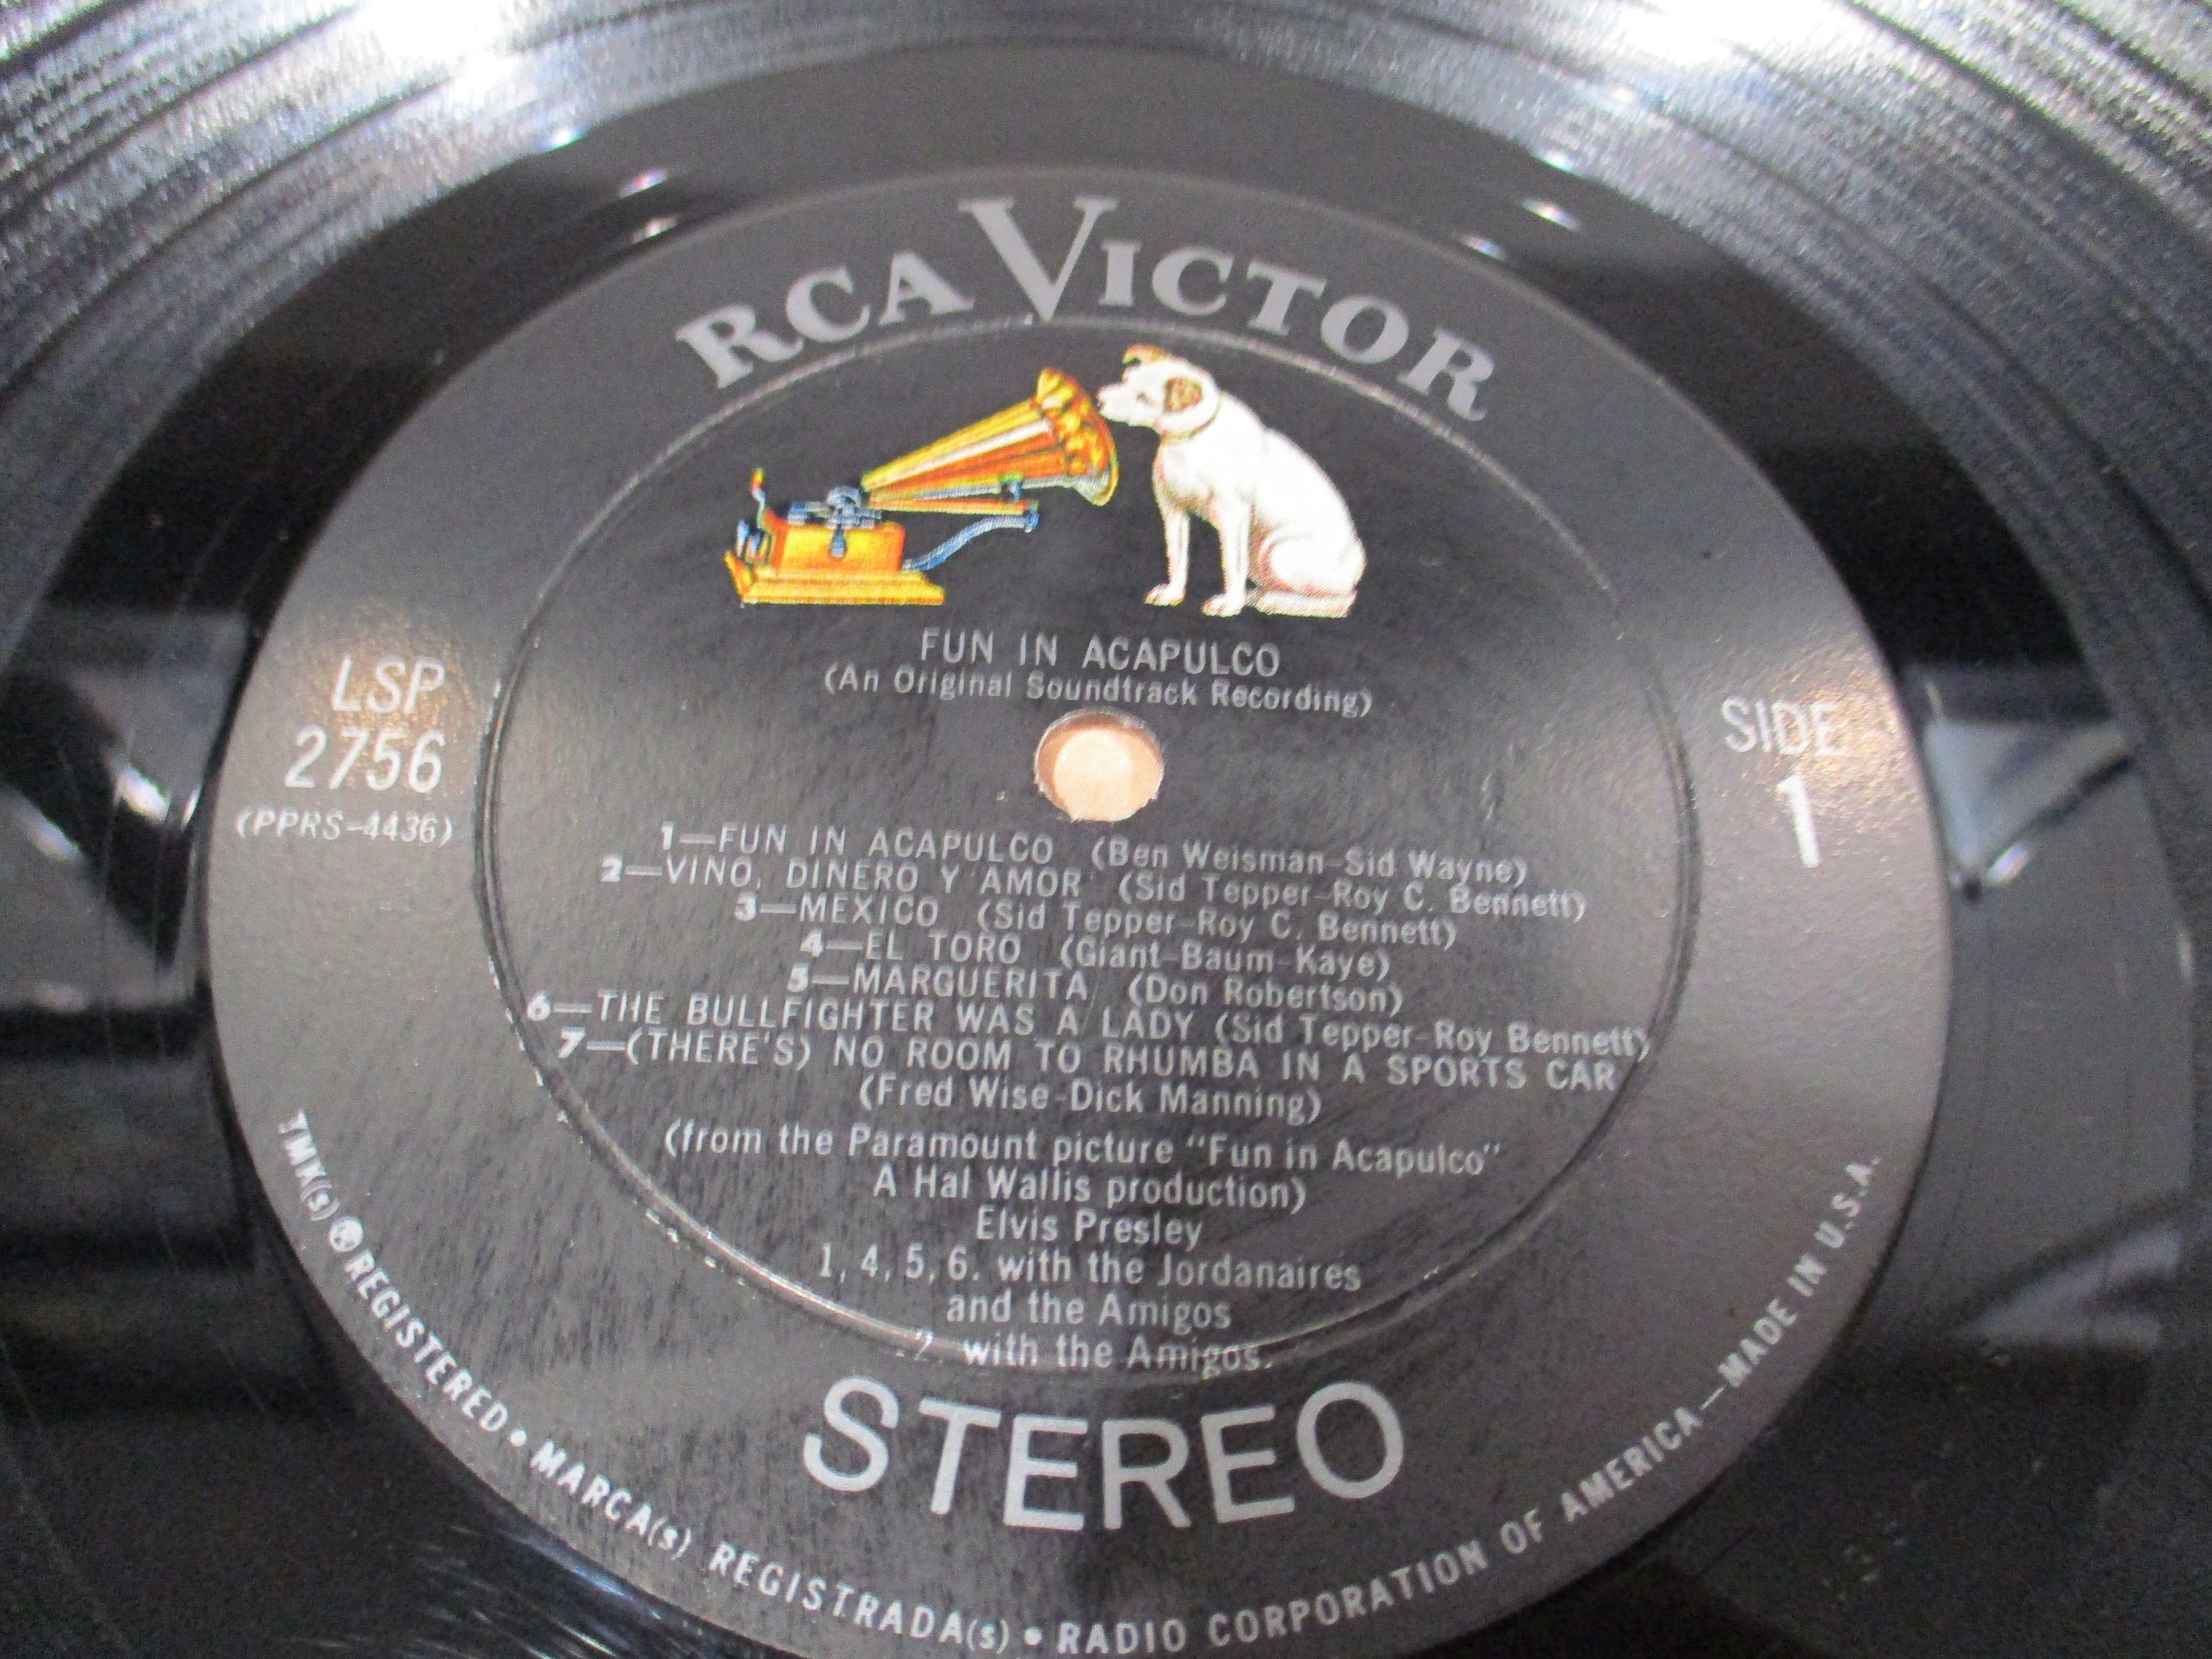 RCA VICTOR
FUN IN ACAPULCO
(An Original Soundtrack Recording)
LSP
2756
(PPRS-4436)
SIDE
1
1—FUN IN ACAPULCO (Ben Weisman-Sid Wayne)
2—VINO, DINERO Y AMOR (Sid Tepper-Roy C. Bennett)
3—MEXICO (Sid Tepper-Roy C. Bennett)
4—EL TORO (Giant-Baum-Kaye)
5—MARGUERITA (Don Robertson)
6—THE BULLFIGHTER WAS A LADY (Sid Tepper-Roy Bennett)
7—(THERE'S) NO ROOM TO RHUMBA IN A SPORTS CAR
(Fred Wise-Dick Manning)
(from the Paramount picture "Fun in Acapulco"
A Hal Wallis production)
Elvis Presley
1, 4, 5, 6. with the Jordanaires
and the Amigos
2. with the Amigos.
STEREO
TMK(s) ® REGISTERED • MARCA(s) REGISTRADA(s) • RADIO CORPORATION OF AMERICA—MADE IN U.S.A.